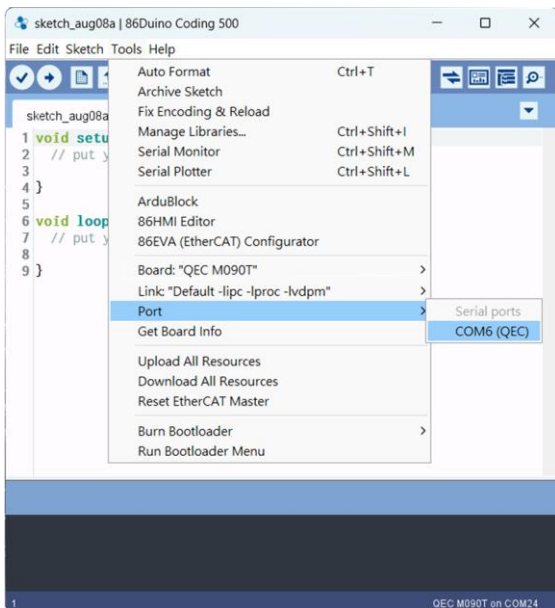 sketch_aug08a | 86Duino Coding 500
File Edit Sketch Tools Help
sketch_aug08a
1 void setu
2 // put y
3
4 }
5
6 void loop
7 // put y
8
9 }
Auto Format Ctrl+T
Archive Sketch
Fix Encoding & Reload
Manage Libraries... Ctrl+Shift+I
Serial Monitor Ctrl+Shift+M
Serial Plotter Ctrl+Shift+L
ArduBlock
86HMI Editor
86EVA (EtherCAT) Configurator
Board: "QEC M090T"
Link: "Default -lipc -lproc -lvdpm"
Port
Get Board Info
Upload All Resources
Download All Resources
Reset EtherCAT Master
Burn Bootloader
Run Bootloader Menu
Serial ports
COM6 (QEC)
1 QEC M090T on COM24